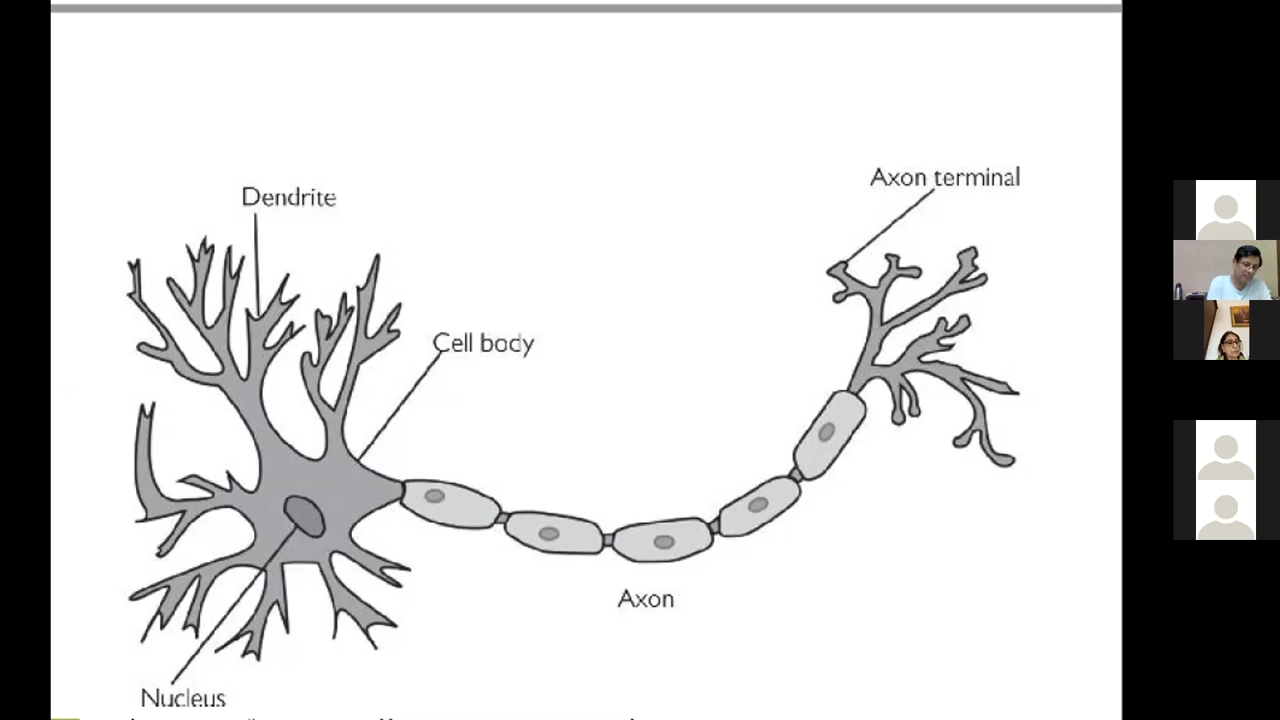 Axon terminal
Dendrite
Cell body
Axon
Nucleus